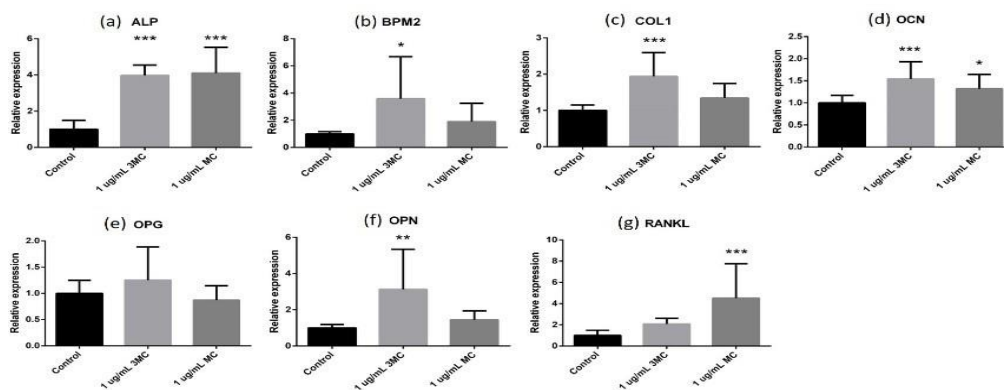 (a) ALP
Relative expression
6
4
2
0
***
***
Control
1 ug/mL 3MC
1 ug/mL MC
(b) BPM2
Relative expression
8
6
4
2
0
*
Control
1 ug/mL 3MC
1 ug/mL MC
(c) COL1
Relative expression
3
2
1
0
***
Control
1 ug/mL 3MC
1 ug/mL MC
(d) OCN
Relative expression
2.5
2.0
1.5
1.0
0.5
0.0
***
*
Control
1 ug/mL 3MC
1 ug/mL MC
(e) OPG
Relative expression
2.0
1.5
1.0
0.5
0.0
Control
1 ug/mL 3MC
1 ug/mL MC
(f) OPN
Relative expression
6
4
2
0
**
Control
1 ug/mL 3MC
1 ug/mL MC
(g) RANKL
Relative expression
10
8
6
4
2
0
***
Control
1 ug/mL 3MC
1 ug/mL MC